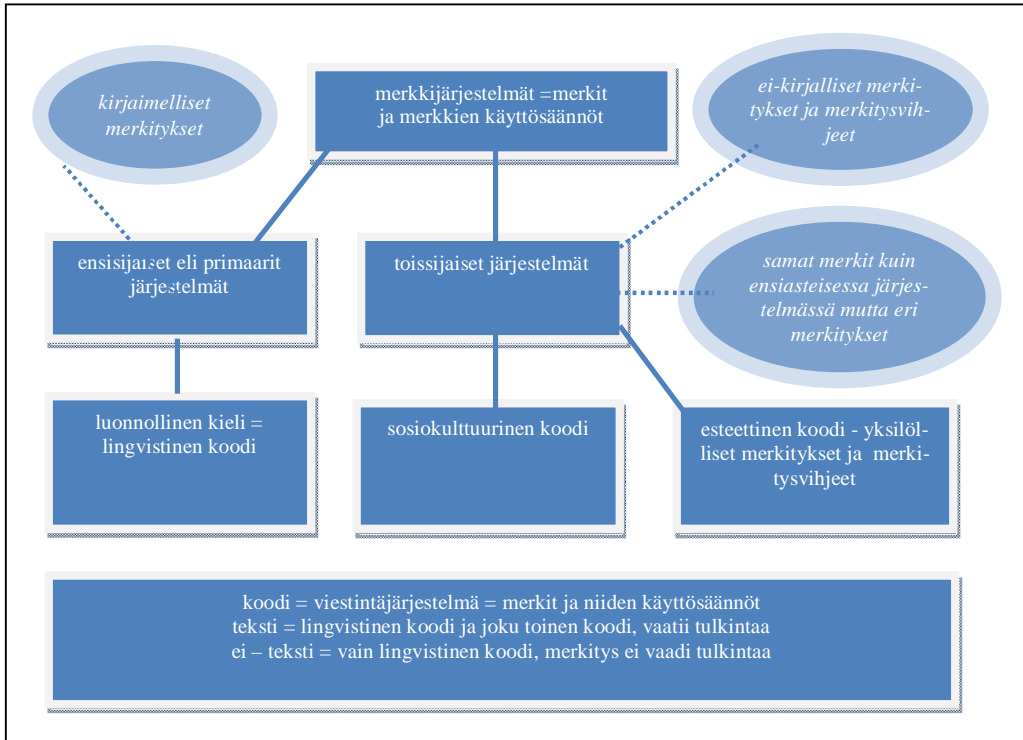 kirjaimelliset
merkitykset
merkkijärjestelmät =merkit
ja merkkien käyttösäännöt
ei-kirjalliset merki-
tykset ja merkitysvih-
jeet
ensisijaiset eli primaarit
järjestelmät
toissijaiset järjestelmät
samat merkit kuin
ensiasteisessa järjes-
telmässä mutta eri
merkitykset
luonnollinen kieli =
lingvistinen koodi
sosiokulttuurinen koodi
esteettinen koodi - yksilöl-
liset merkitykset ja merki-
tysvihjeet
koodi = viestintäjärjestelmä = merkit ja niiden käyttösäännöt
teksti = lingvistinen koodi ja joku toinen koodi, vaatii tulkintaa
ei – teksti = vain lingvistinen koodi, merkitys ei vaadi tulkintaa